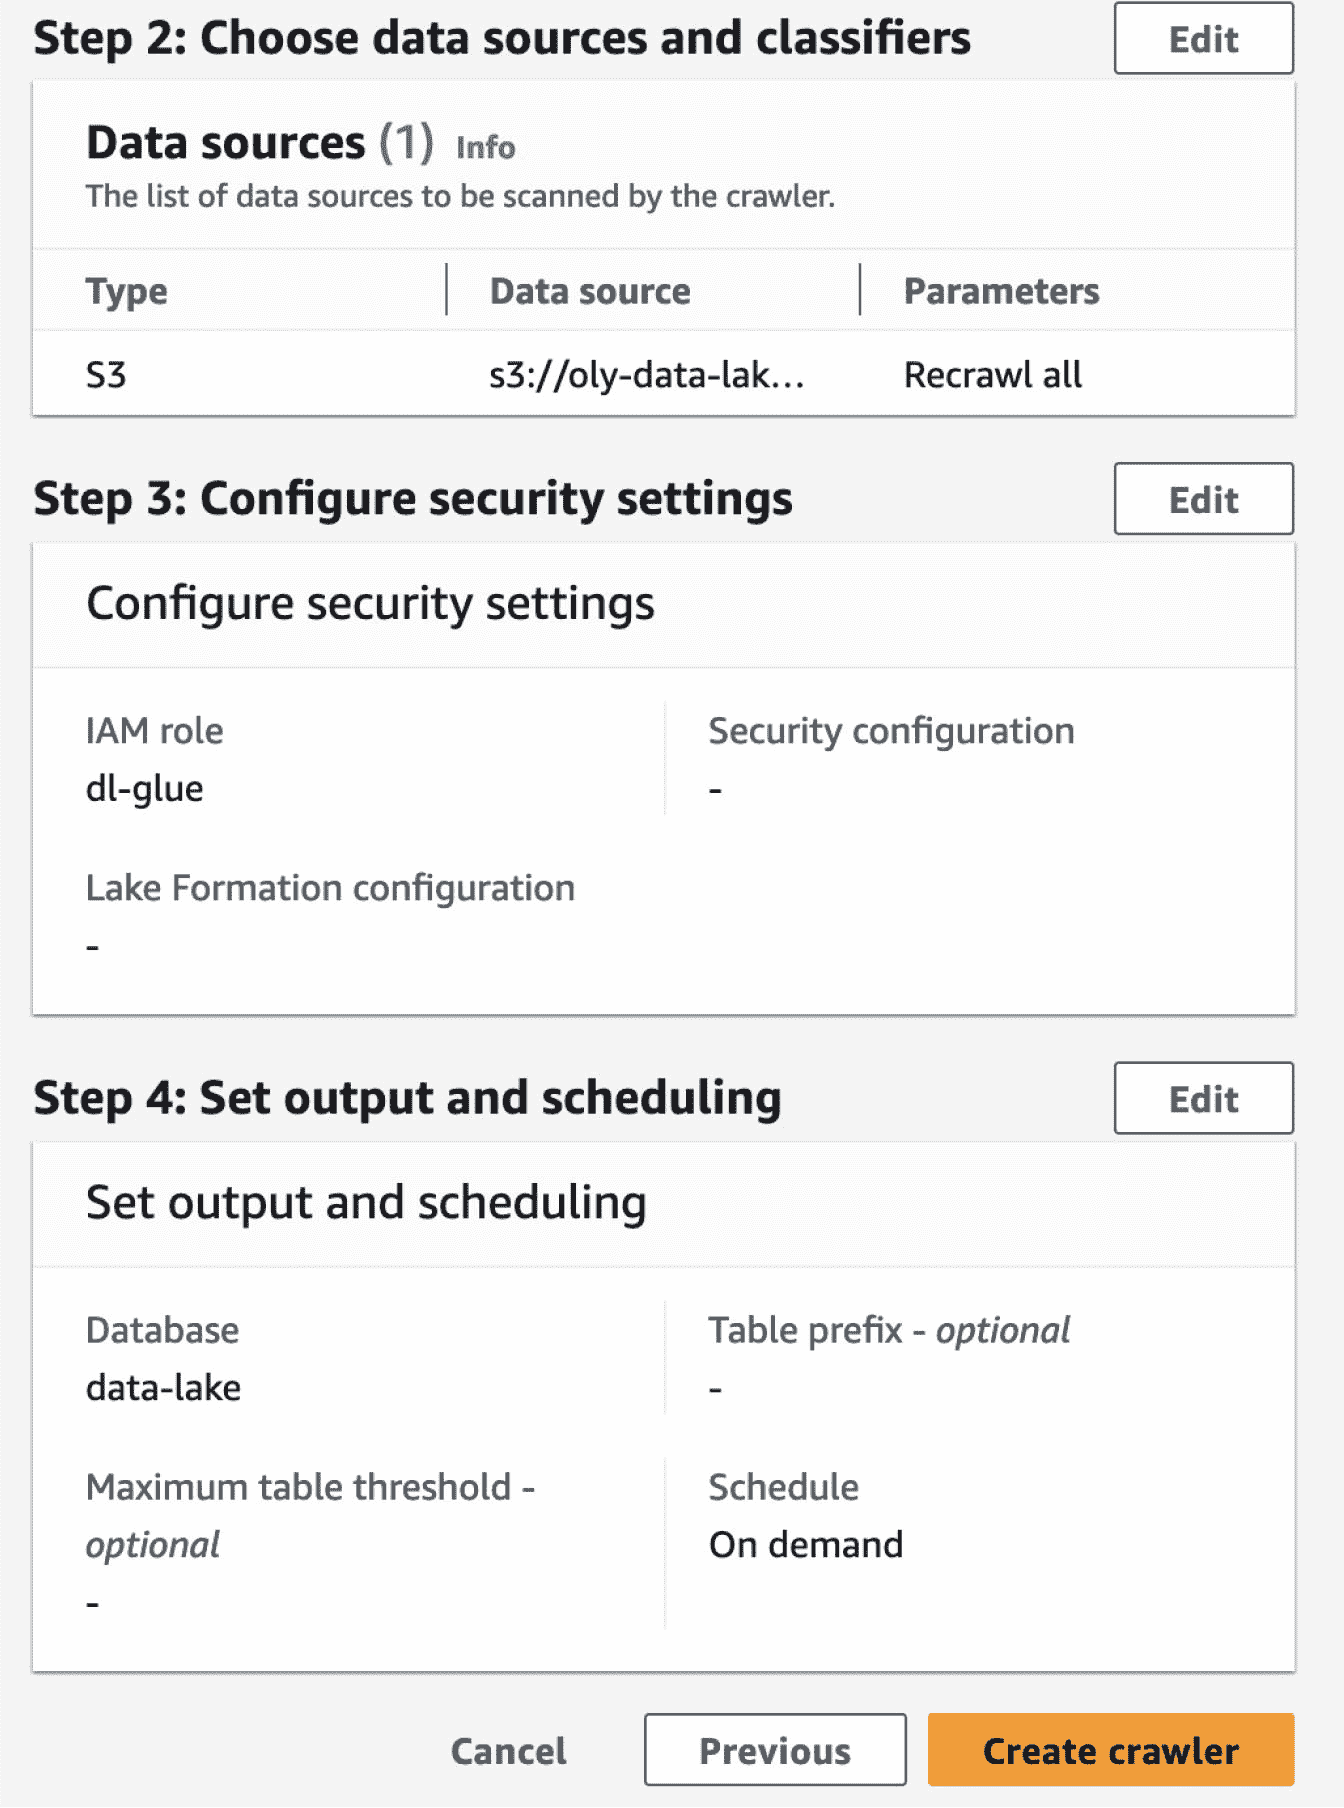 Step 2: Choose data sources and classifiers
Edit
Data sources (1) Info
The list of data sources to be scanned by the crawler.
Type
Data source
Parameters
S3
s3://oly-data-lak...
Recrawl all
Step 3: Configure security settings
Edit
Configure security settings
IAM role
Security configuration
dl-glue
-
Lake Formation configuration
-
Step 4: Set output and scheduling
Edit
Set output and scheduling
Database
Table prefix - optional
data-lake
-
Maximum table threshold -
optional
-
Schedule
On demand
Cancel
Previous
Create crawler